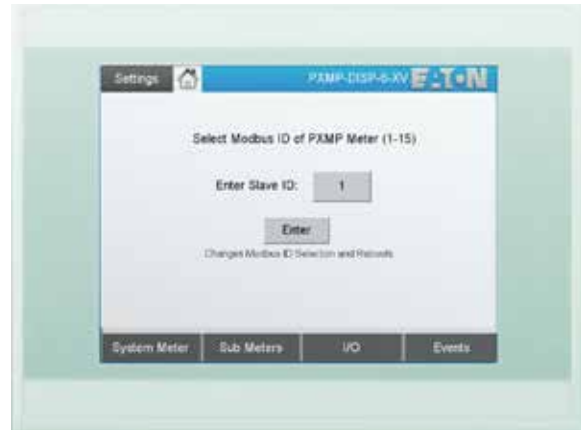 Settings PXMP-DISP-6-XV EATON
Select Modbus ID of PXMP Meter (1-15)
Enter Slave ID: 1
Enter
Changes Modbus ID Selection and Reboots
System Meter Sub Meters I/O Events